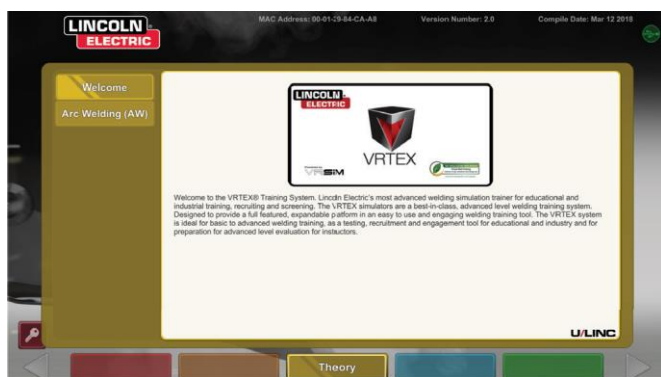 LINCOLN
ELECTRIC
MAC Address: 00-01-29-84-CA-A8 Version Number: 2.0 Compile Date: Mar 12 2018
Welcome
Arc Welding (AW)
LINCOLN
ELECTRIC
VRTEX
VRSIM
Welcome to the VRTEX® Training System. Lincoln Electric's most advanced welding simulation trainer for educational and
industrial training, recruiting and screening. The VRTEX simulators are a best-in-class, advanced level welding training system.
Designed to provide a full featured, expandable platform in an easy to use and engaging welding training tool. The VRTEX system
is ideal for basic to advanced welding training, as a testing, recruitment and engagement tool for educational and industry and for
preparation for advanced level evaluation for instuctors.
U/LINC
Theory